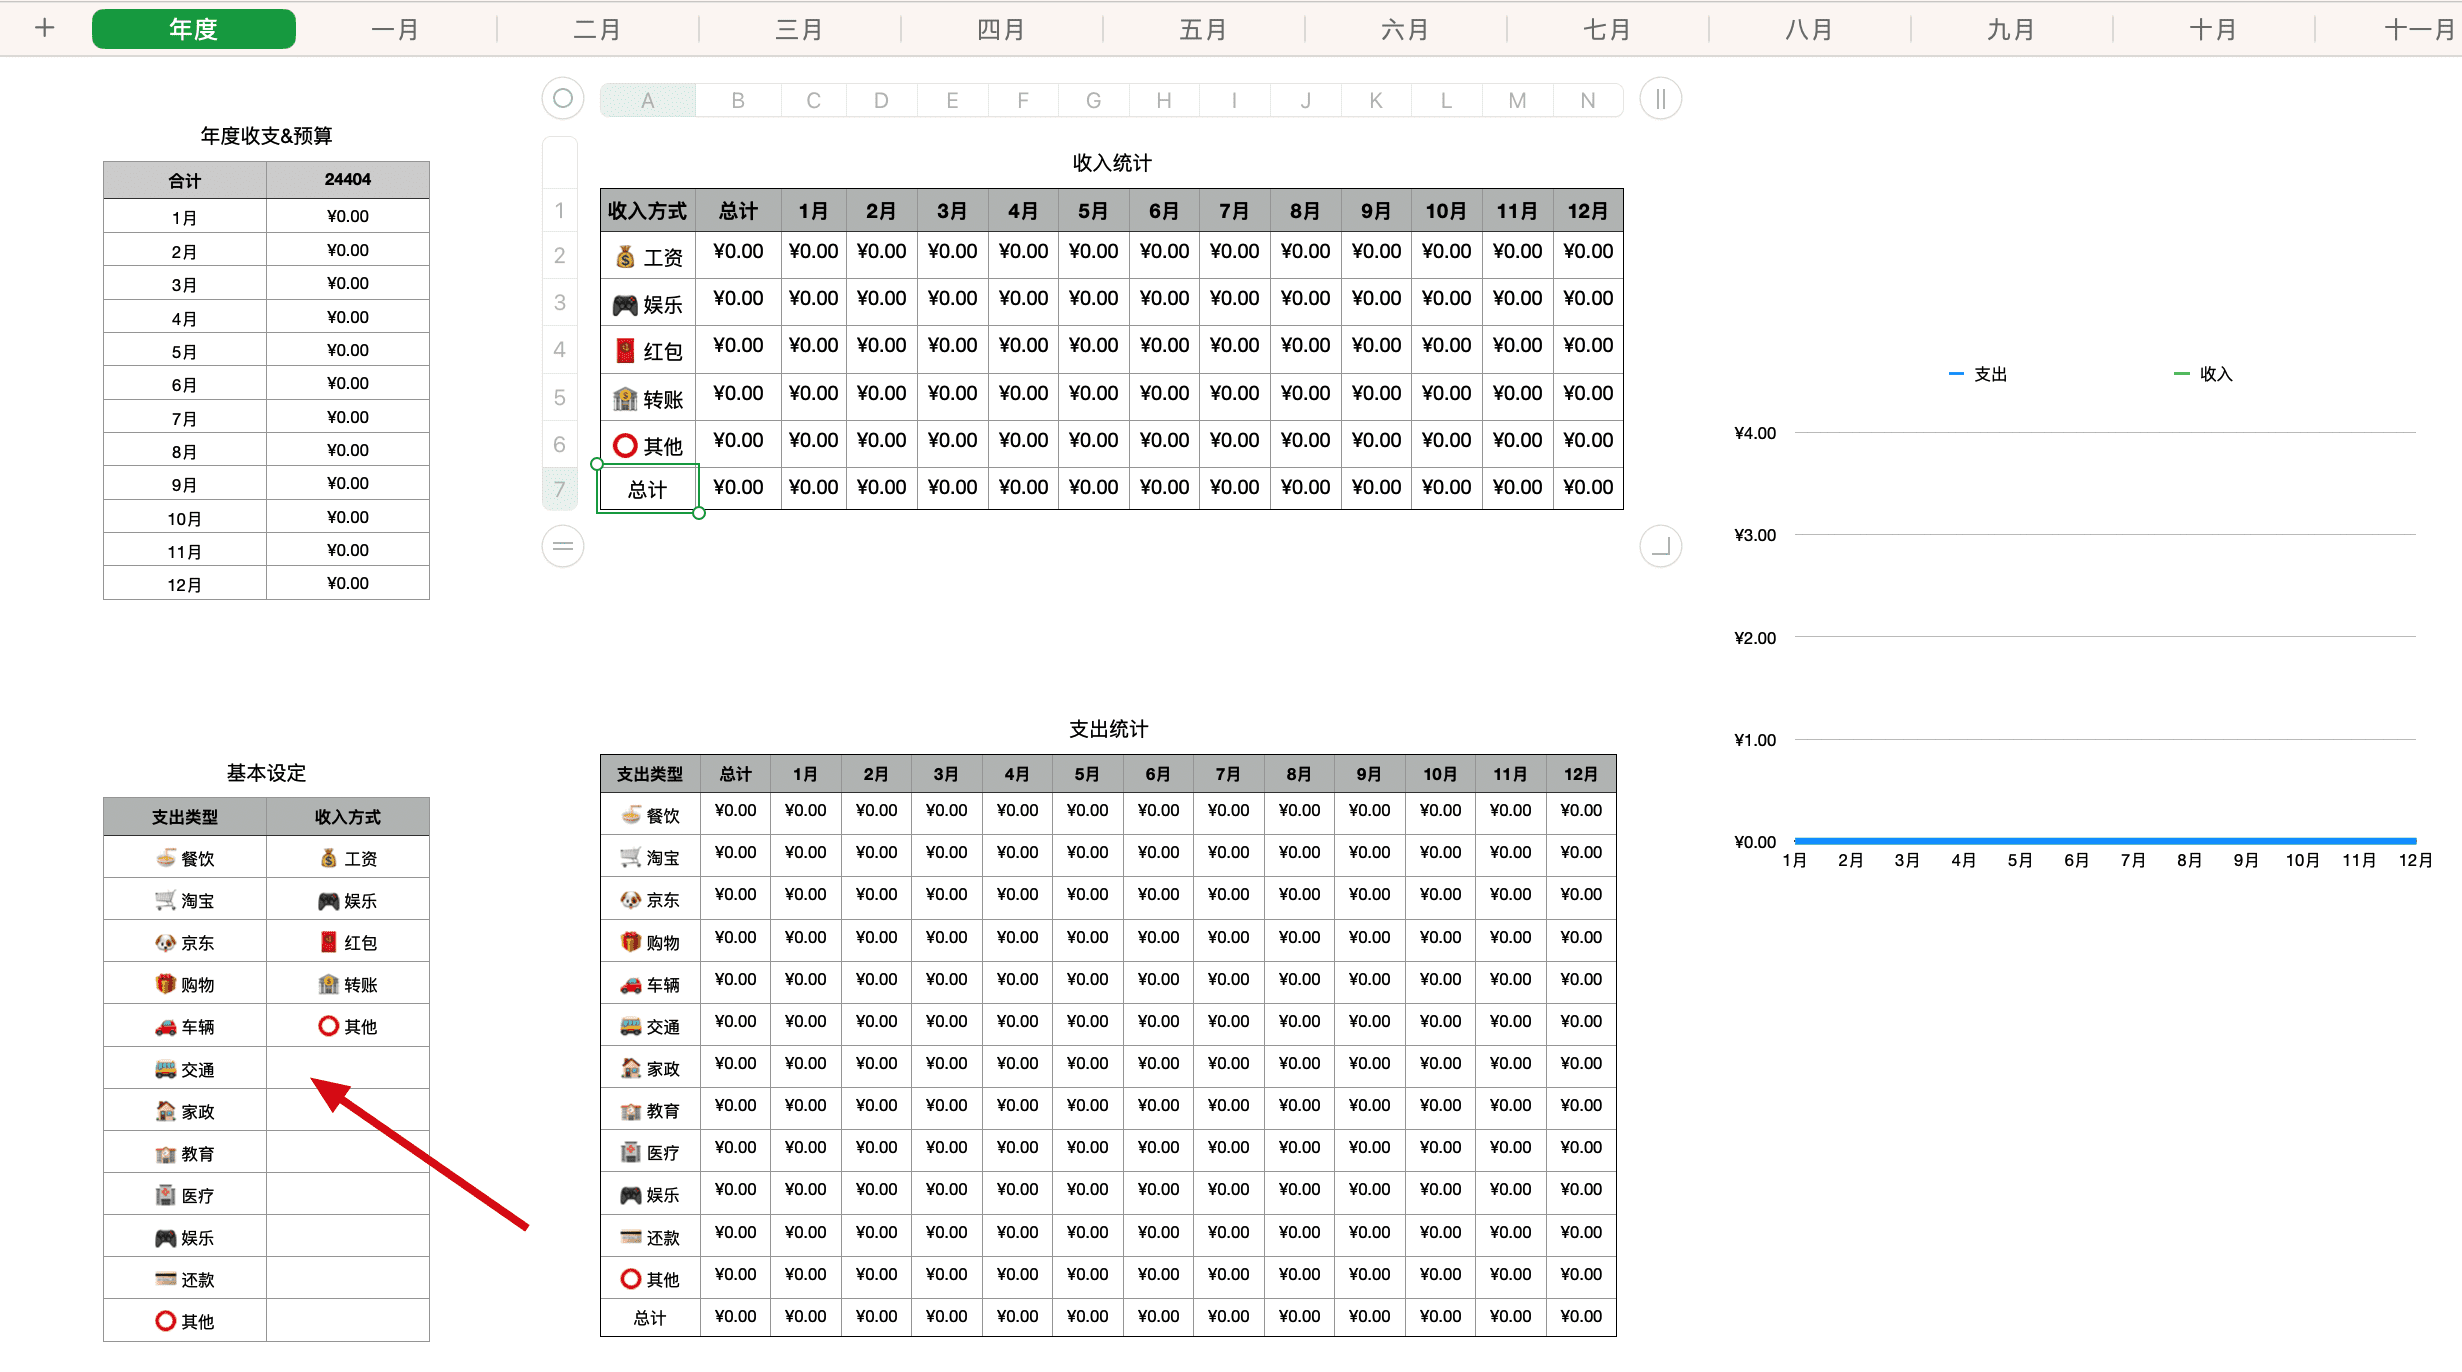 + 年度 一月 二月 三月 四月 五月 六月 七月 八月 九月 十月 十一月
年度收支&预算
合计 24404
1月 ¥0.00
2月 ¥0.00
3月 ¥0.00
4月 ¥0.00
5月 ¥0.00
6月 ¥0.00
7月 ¥0.00
8月 ¥0.00
9月 ¥0.00
10月 ¥0.00
11月 ¥0.00
12月 ¥0.00
A B C D E F G H I J K L M N
收入统计
1 收入方式 总计 1月 2月 3月 4月 5月 6月 7月 8月 9月 10月 11月 12月
2 💰 工资 ¥0.00 ¥0.00 ¥0.00 ¥0.00 ¥0.00 ¥0.00 ¥0.00 ¥0.00 ¥0.00 ¥0.00 ¥0.00 ¥0.00 ¥0.00
3 🎮 娱乐 ¥0.00 ¥0.00 ¥0.00 ¥0.00 ¥0.00 ¥0.00 ¥0.00 ¥0.00 ¥0.00 ¥0.00 ¥0.00 ¥0.00 ¥0.00
4 🧧 红包 ¥0.00 ¥0.00 ¥0.00 ¥0.00 ¥0.00 ¥0.00 ¥0.00 ¥0.00 ¥0.00 ¥0.00 ¥0.00 ¥0.00 ¥0.00
5 🏦 转账 ¥0.00 ¥0.00 ¥0.00 ¥0.00 ¥0.00 ¥0.00 ¥0.00 ¥0.00 ¥0.00 ¥0.00 ¥0.00 ¥0.00 ¥0.00
6 ⭕ 其他 ¥0.00 ¥0.00 ¥0.00 ¥0.00 ¥0.00 ¥0.00 ¥0.00 ¥0.00 ¥0.00 ¥0.00 ¥0.00 ¥0.00 ¥0.00
7 总计 ¥0.00 ¥0.00 ¥0.00 ¥0.00 ¥0.00 ¥0.00 ¥0.00 ¥0.00 ¥0.00 ¥0.00 ¥0.00 ¥0.00 ¥0.00
支出 收入
¥4.00
¥3.00
¥2.00
¥1.00
¥0.00
1月 2月 3月 4月 5月 6月 7月 8月 9月 10月 11月 12月
基本设定
支出类型 收入方式
🍜 餐饮 💰 工资
🛒 淘宝 🎮 娱乐
🐶 京东 🧧 红包
🎁 购物 🏦 转账
🚗 车辆 ⭕ 其他
🚌 交通
🏠 家政
🏫 教育
🏥 医疗
🎮 娱乐
💳 还款
⭕ 其他
支出统计
支出类型 总计 1月 2月 3月 4月 5月 6月 7月 8月 9月 10月 11月 12月
🍜 餐饮 ¥0.00 ¥0.00 ¥0.00 ¥0.00 ¥0.00 ¥0.00 ¥0.00 ¥0.00 ¥0.00 ¥0.00 ¥0.00 ¥0.00 ¥0.00
🛒 淘宝 ¥0.00 ¥0.00 ¥0.00 ¥0.00 ¥0.00 ¥0.00 ¥0.00 ¥0.00 ¥0.00 ¥0.00 ¥0.00 ¥0.00 ¥0.00
🐶 京东 ¥0.00 ¥0.00 ¥0.00 ¥0.00 ¥0.00 ¥0.00 ¥0.00 ¥0.00 ¥0.00 ¥0.00 ¥0.00 ¥0.00 ¥0.00
🎁 购物 ¥0.00 ¥0.00 ¥0.00 ¥0.00 ¥0.00 ¥0.00 ¥0.00 ¥0.00 ¥0.00 ¥0.00 ¥0.00 ¥0.00 ¥0.00
🚗 车辆 ¥0.00 ¥0.00 ¥0.00 ¥0.00 ¥0.00 ¥0.00 ¥0.00 ¥0.00 ¥0.00 ¥0.00 ¥0.00 ¥0.00 ¥0.00
🚌 交通 ¥0.00 ¥0.00 ¥0.00 ¥0.00 ¥0.00 ¥0.00 ¥0.00 ¥0.00 ¥0.00 ¥0.00 ¥0.00 ¥0.00 ¥0.00
🏠 家政 ¥0.00 ¥0.00 ¥0.00 ¥0.00 ¥0.00 ¥0.00 ¥0.00 ¥0.00 ¥0.00 ¥0.00 ¥0.00 ¥0.00 ¥0.00
🏫 教育 ¥0.00 ¥0.00 ¥0.00 ¥0.00 ¥0.00 ¥0.00 ¥0.00 ¥0.00 ¥0.00 ¥0.00 ¥0.00 ¥0.00 ¥0.00
🏥 医疗 ¥0.00 ¥0.00 ¥0.00 ¥0.00 ¥0.00 ¥0.00 ¥0.00 ¥0.00 ¥0.00 ¥0.00 ¥0.00 ¥0.00 ¥0.00
🎮 娱乐 ¥0.00 ¥0.00 ¥0.00 ¥0.00 ¥0.00 ¥0.00 ¥0.00 ¥0.00 ¥0.00 ¥0.00 ¥0.00 ¥0.00 ¥0.00
💳 还款 ¥0.00 ¥0.00 ¥0.00 ¥0.00 ¥0.00 ¥0.00 ¥0.00 ¥0.00 ¥0.00 ¥0.00 ¥0.00 ¥0.00 ¥0.00
⭕ 其他 ¥0.00 ¥0.00 ¥0.00 ¥0.00 ¥0.00 ¥0.00 ¥0.00 ¥0.00 ¥0.00 ¥0.00 ¥0.00 ¥0.00 ¥0.00
总计 ¥0.00 ¥0.00 ¥0.00 ¥0.00 ¥0.00 ¥0.00 ¥0.00 ¥0.00 ¥0.00 ¥0.00 ¥0.00 ¥0.00 ¥0.00